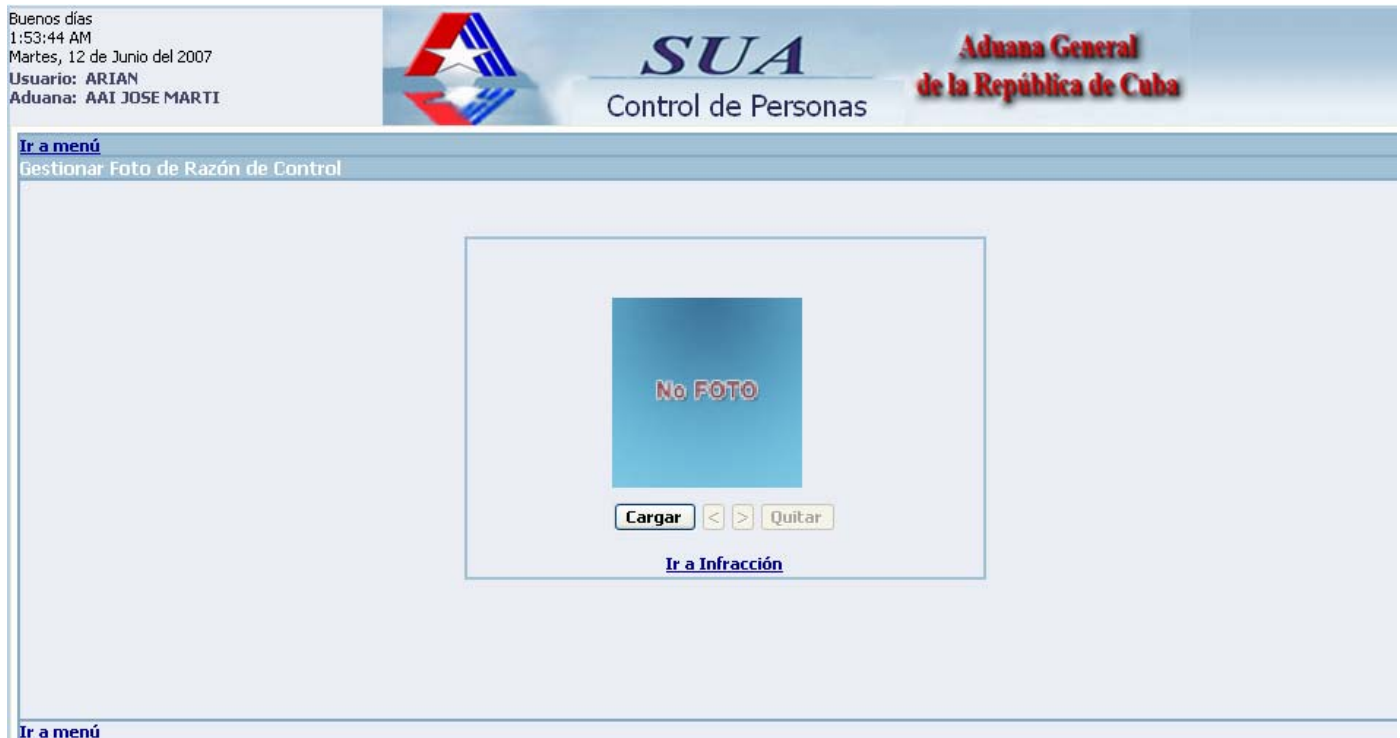 Buenos días
1:53:44 AM
Martes, 12 de Junio del 2007
Usuario: ARIAN
Aduana: AAI JOSE MARTI
SUA
Control de Personas
Aduana General
de la República de Cuba
Ir a menú
Gestionar Foto de Razón de Control
No FOTO
Cargar < > Quitar
Ir a Infracción
Ir a menú